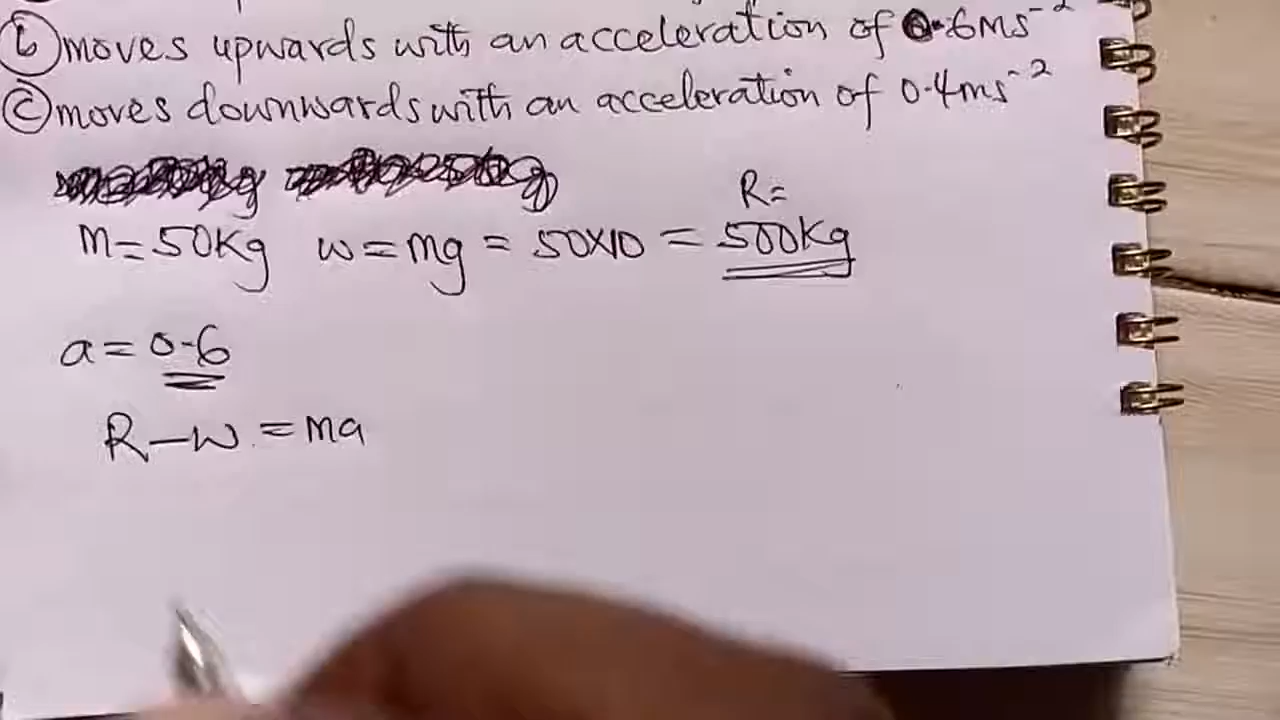 (b) moves upwards with an acceleration of 0.6ms⁻²
(c) moves downwards with an acceleration of 0.4ms⁻²
R=
m=50Kg w=mg = 50×10 = 500Kg
a = 0.6
R-w = ma